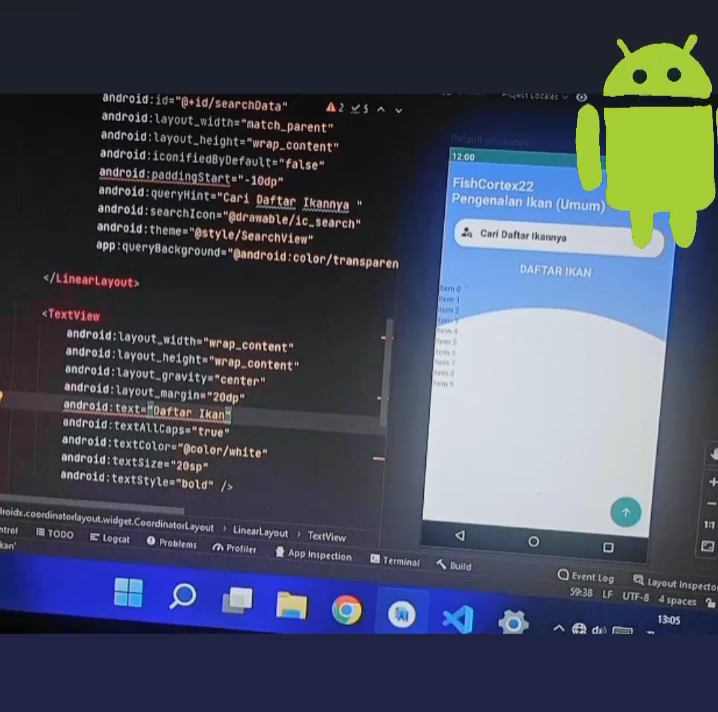 android:id="@+id/searchData"
android:layout_width="match_parent"
android:layout_height="wrap_content"
android:iconifiedByDefault="false"
android:paddingStart="-10dp"
android:queryHint="Cari Daftar Ikannya "
android:searchIcon="@drawable/ic_search"
android:theme="@style/SearchView"
app:queryBackground="@android:color/transparen
</LinearLayout>
<TextView
android:layout_width="wrap_content"
android:layout_height="wrap_content"
android:layout_gravity="center"
android:layout_margin="20dp"
android:text="Daftar Ikan"
android:textAllCaps="true"
android:textColor="@color/white"
android:textSize="20sp"
android:textStyle="bold" />
2 5
12:00
FishCortex22
Pengenalan Ikan (Umum)
Cari Daftar Ikannya
DAFTAR IKAN
Item 0
Item 1
Item 2
Item 3
Item 4
Item 5
Item 6
Item 7
Item 8
Item 9
1:1
droidx.coordinatorlayout.widget.CoordinatorLayout > LinearLayout > TextView
ntrol TODO Logcat Problems Profiler App Inspection Terminal Build Event Log Layout Inspecto
kan' 59:38 LF UTF-8 4 spaces
13:05